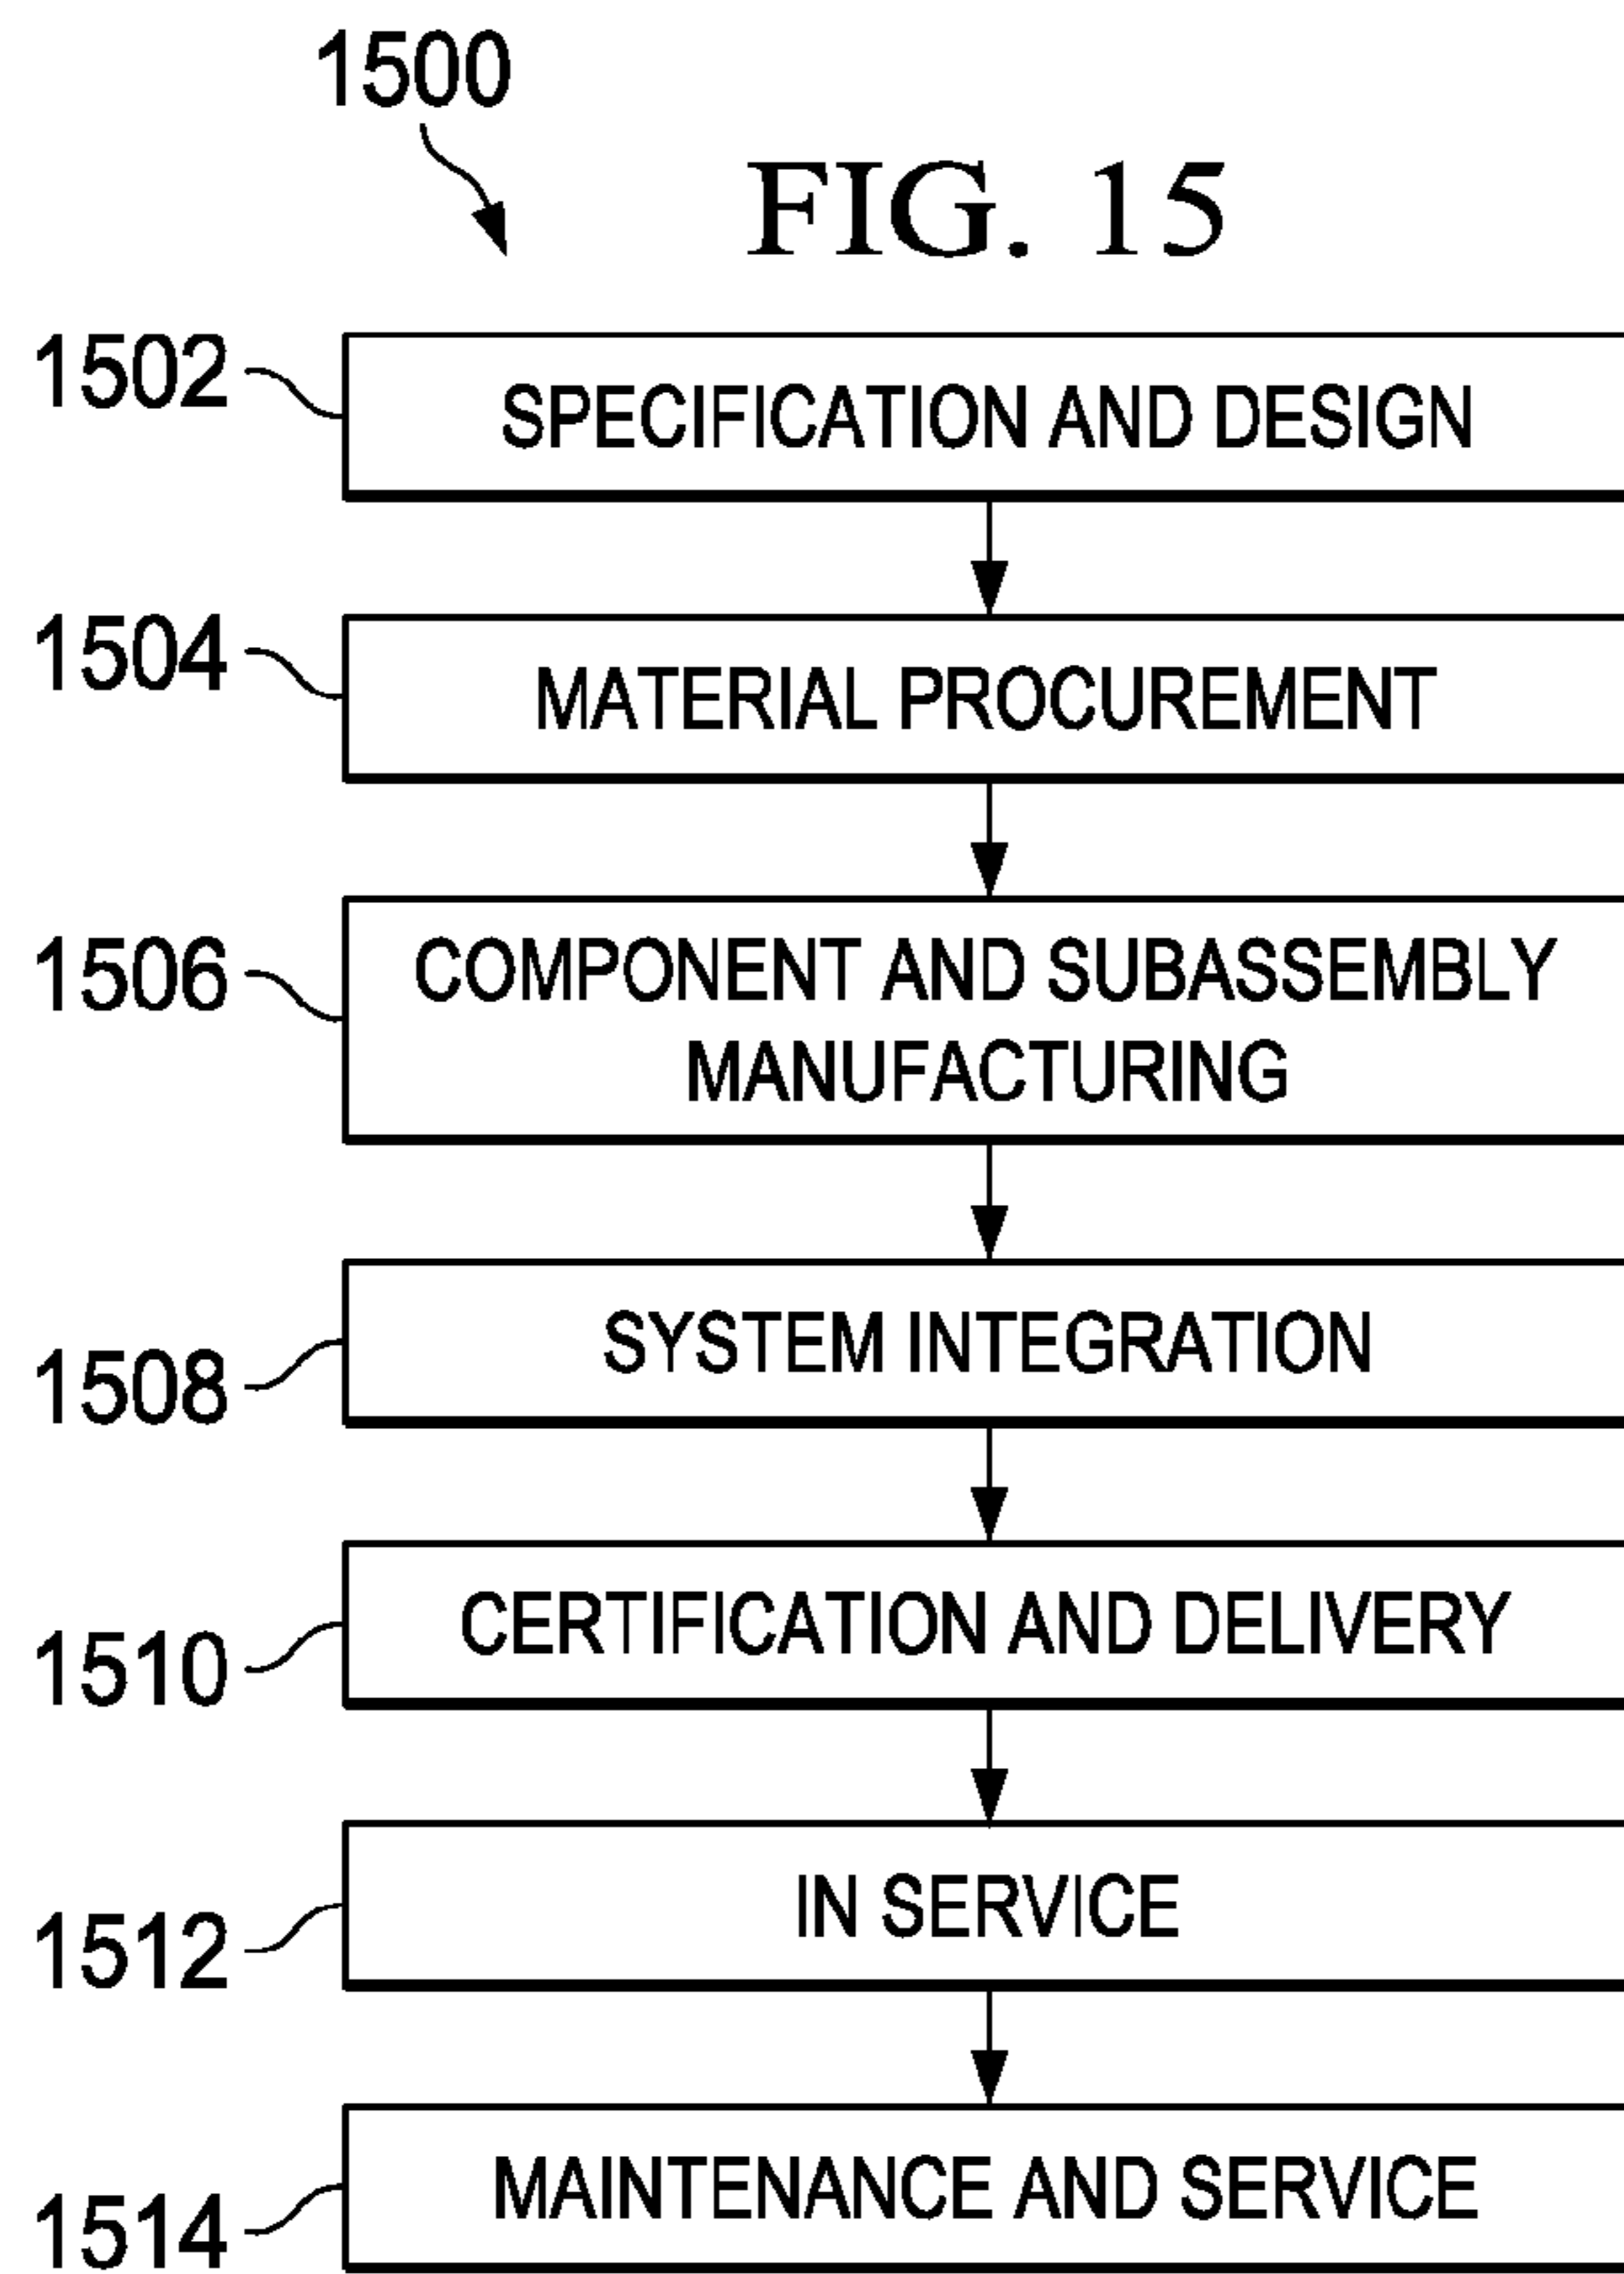 1500
FIG. 15
1502
SPECIFICATION AND DESIGN
1504
MATERIAL PROCUREMENT
1506
COMPONENT AND SUBASSEMBLY
MANUFACTURING
1508
SYSTEM INTEGRATION
1510
CERTIFICATION AND DELIVERY
1512
IN SERVICE
1514
MAINTENANCE AND SERVICE